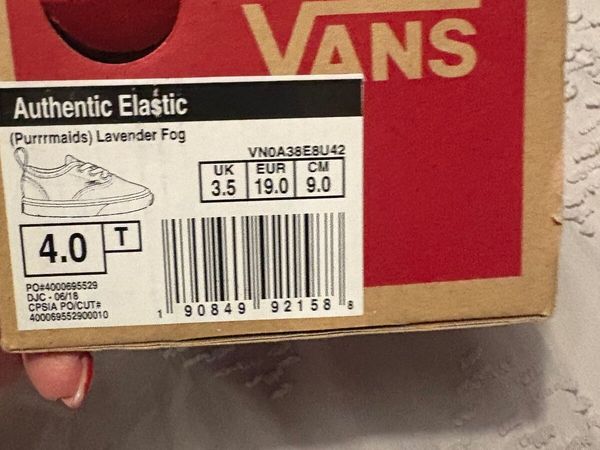 VANS
Authentic Elastic
(Purrrmaids) Lavender Fog
VN0A38E8U42
UK EUR CM
3.5 19.0 9.0
4.0 T
PO#4000695529
DJC - 06/18
CPSIA PO/CUT#
400069552900010
1 90849 92158 8